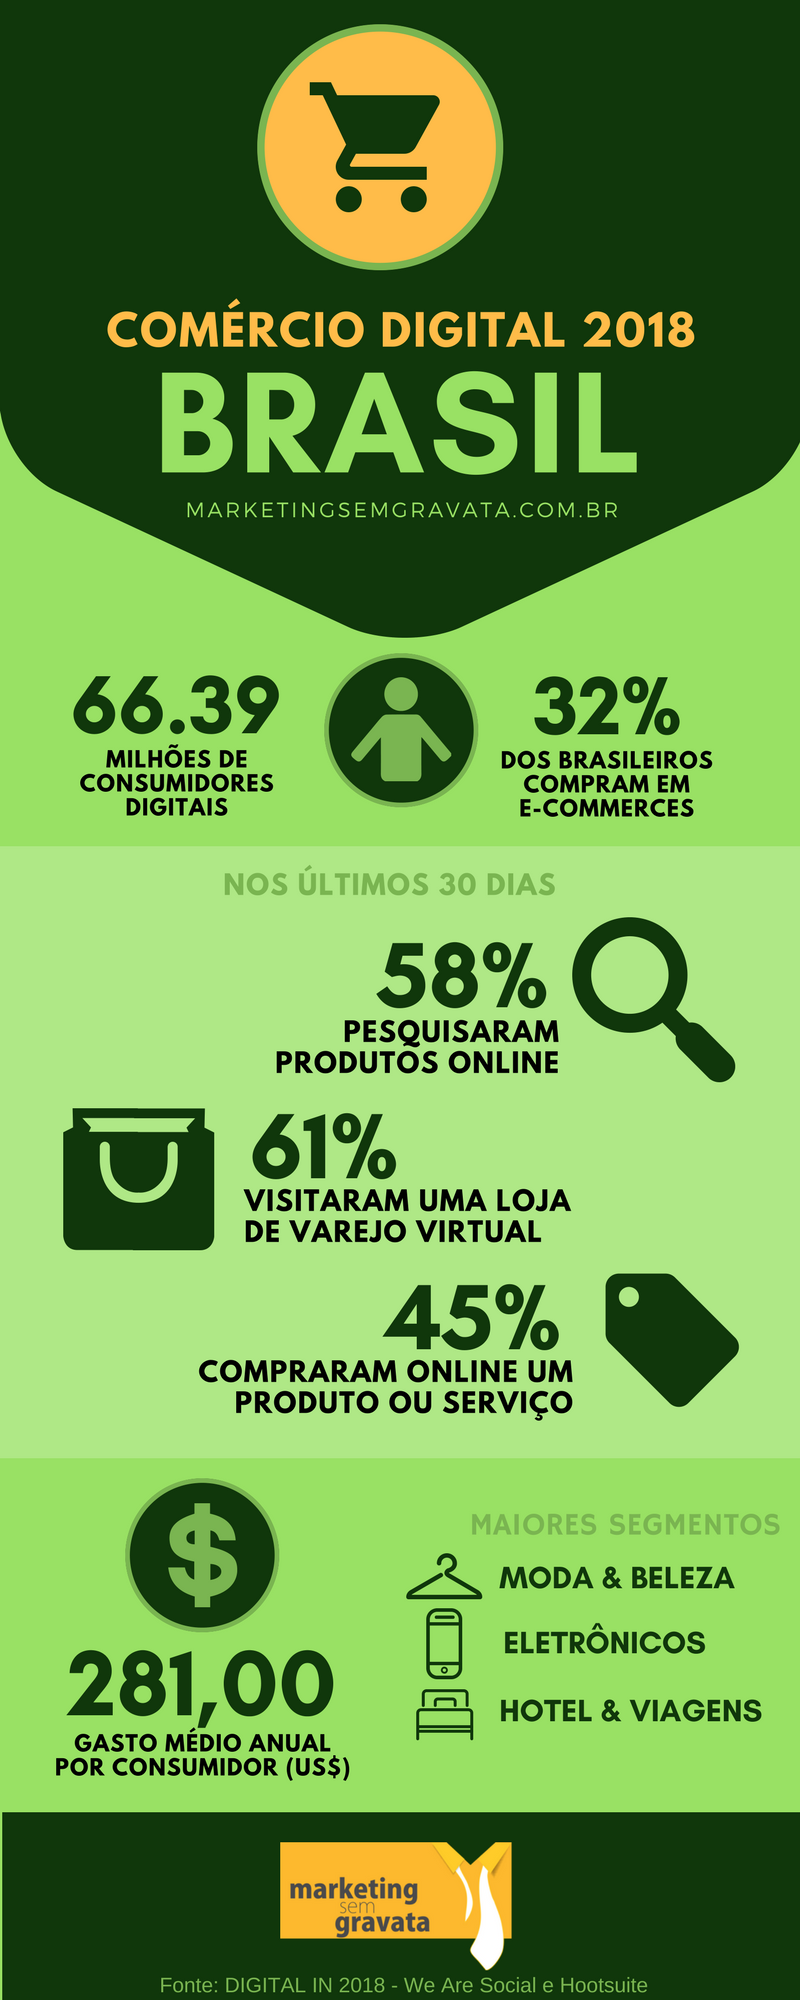 COMÉRCIO DIGITAL 2018
BRASIL
MARKETINGSEMGRAVATA.COM.BR
66.39
MILHÕES DE
CONSUMIDORES
DIGITAIS
32%
DOS BRASILEIROS
COMPRAM EM
E-COMMERCES
NOS ÚLTIMOS 30 DIAS
58%
PESQUISARAM
PRODUTOS ONLINE
61%
VISITARAM UMA LOJA
DE VAREJO VIRTUAL
45%
COMPRARAM ONLINE UM
PRODUTO OU SERVIÇO
$
281,00
GASTO MÉDIO ANUAL
POR CONSUMIDOR (US$)
MAIORES SEGMENTOS
MODA & BELEZA
ELETRÔNICOS
HOTEL & VIAGENS
marketing
sem
gravata
Fonte: DIGITAL IN 2018 - We Are Social e Hootsuite